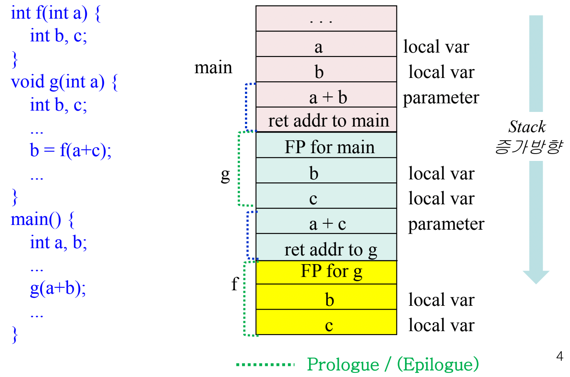 int f(int a) {
int b, c;
}
void g(int a) {
int b, c;
...
b = f(a+c);
...
}
main() {
int a, b;
...
g(a+b);
...
}
main
g
f
. . .
a local var
b local var
a + b parameter
ret addr to main
FP for main
b local var
c local var
a + c parameter
ret addr to g
FP for g
b local var
c local var
Stack
증가방향
Prologue / (Epilogue)
4